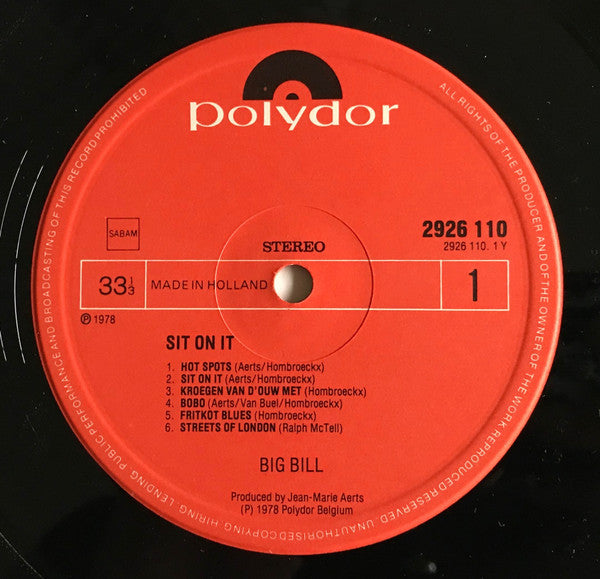 polydor
SABAM
STEREO
2926 110
2926 110. 1 Y
33 1/3
MADE IN HOLLAND
1
℗ 1978
SIT ON IT
1. HOT SPOTS (Aerts/Hombroeckx)
2. SIT ON IT (Aerts/Hombroeckx)
3. KROEGEN VAN D'OUW MET (Hombroeckx)
4. BOBO (Aerts/Van Buel/Hombroeckx)
5. FRITKOT BLUES (Hombroeckx)
6. STREETS OF LONDON (Ralph McTell)
BIG BILL
Produced by Jean-Marie Aerts
(P) 1978 Polydor Belgium
ALL RIGHTS OF THE PRODUCER AND OF THE OWNER OF THE WORK REPRODUCED RESERVED UNAUTHORISED COPYING HIRING LENDING PUBLIC PERFORMANCE AND BROADCASTING OF THIS RECORD PROHIBITED